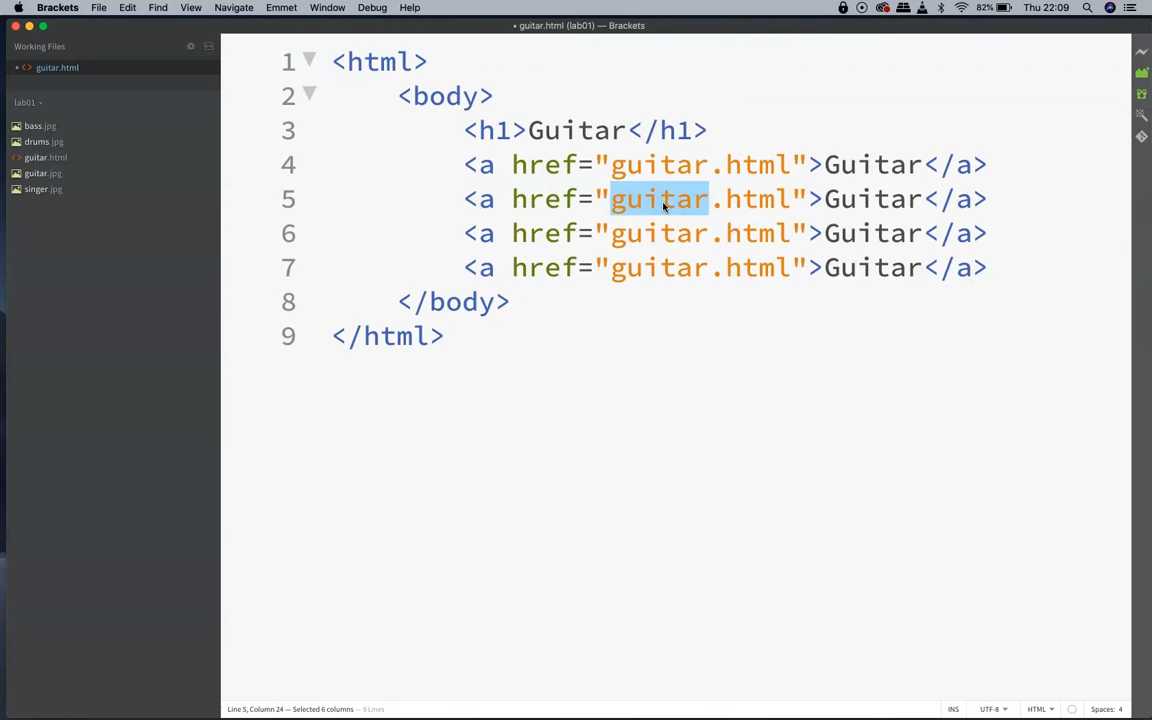 Brackets File Edit Find View Navigate Emmet Window Debug Help 82% Thu 22:09
• guitar.html (lab01) — Brackets
Working Files
• <> guitar.html
lab01
bass.jpg
drums.jpg
<> guitar.html
guitar.jpg
singer.jpg
1 <html>
2 <body>
3 <h1>Guitar</h1>
4 <a href="guitar.html">Guitar</a>
5 <a href="guitar.html">Guitar</a>
6 <a href="guitar.html">Guitar</a>
7 <a href="guitar.html">Guitar</a>
8 </body>
9 </html>
Line 5, Column 24 — Selected 6 columns — 9 Lines INS UTF-8 HTML Spaces: 4